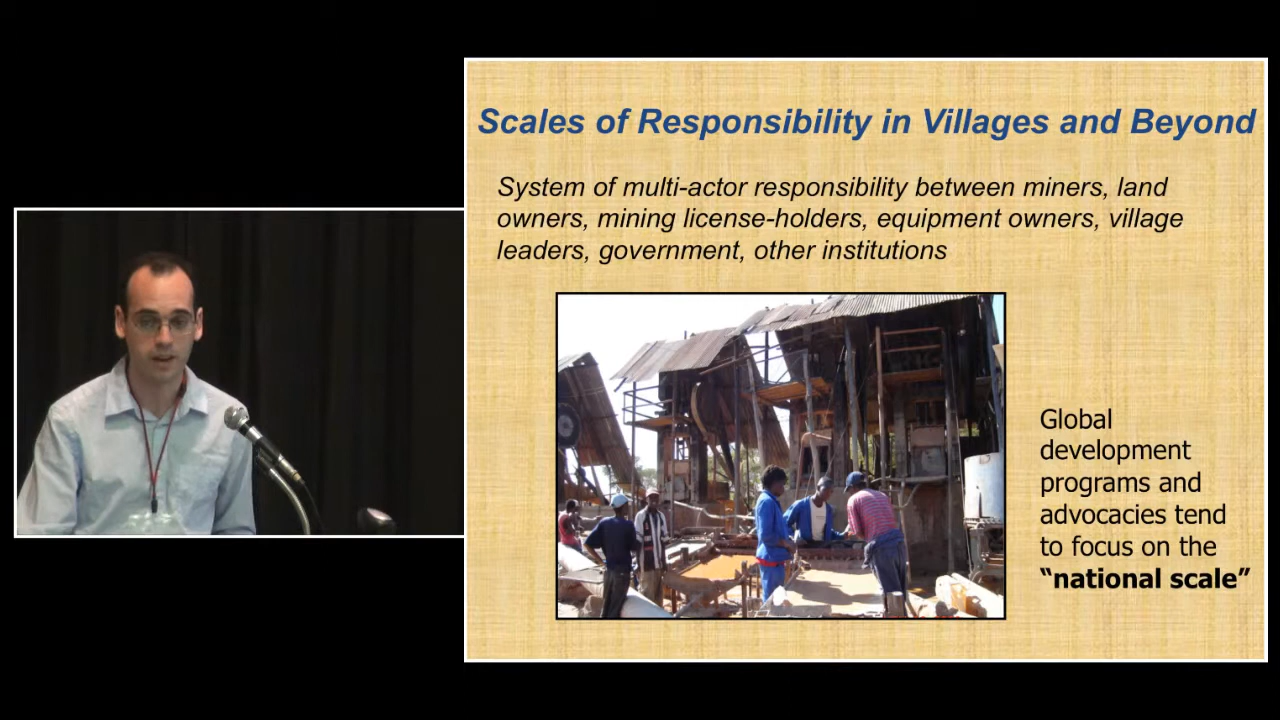 Scales of Responsibility in Villages and Beyond
System of multi-actor responsibility between miners, land
owners, mining license-holders, equipment owners, village
leaders, government, other institutions
Global
development
programs and
advocacies tend
to focus on the
“national scale”